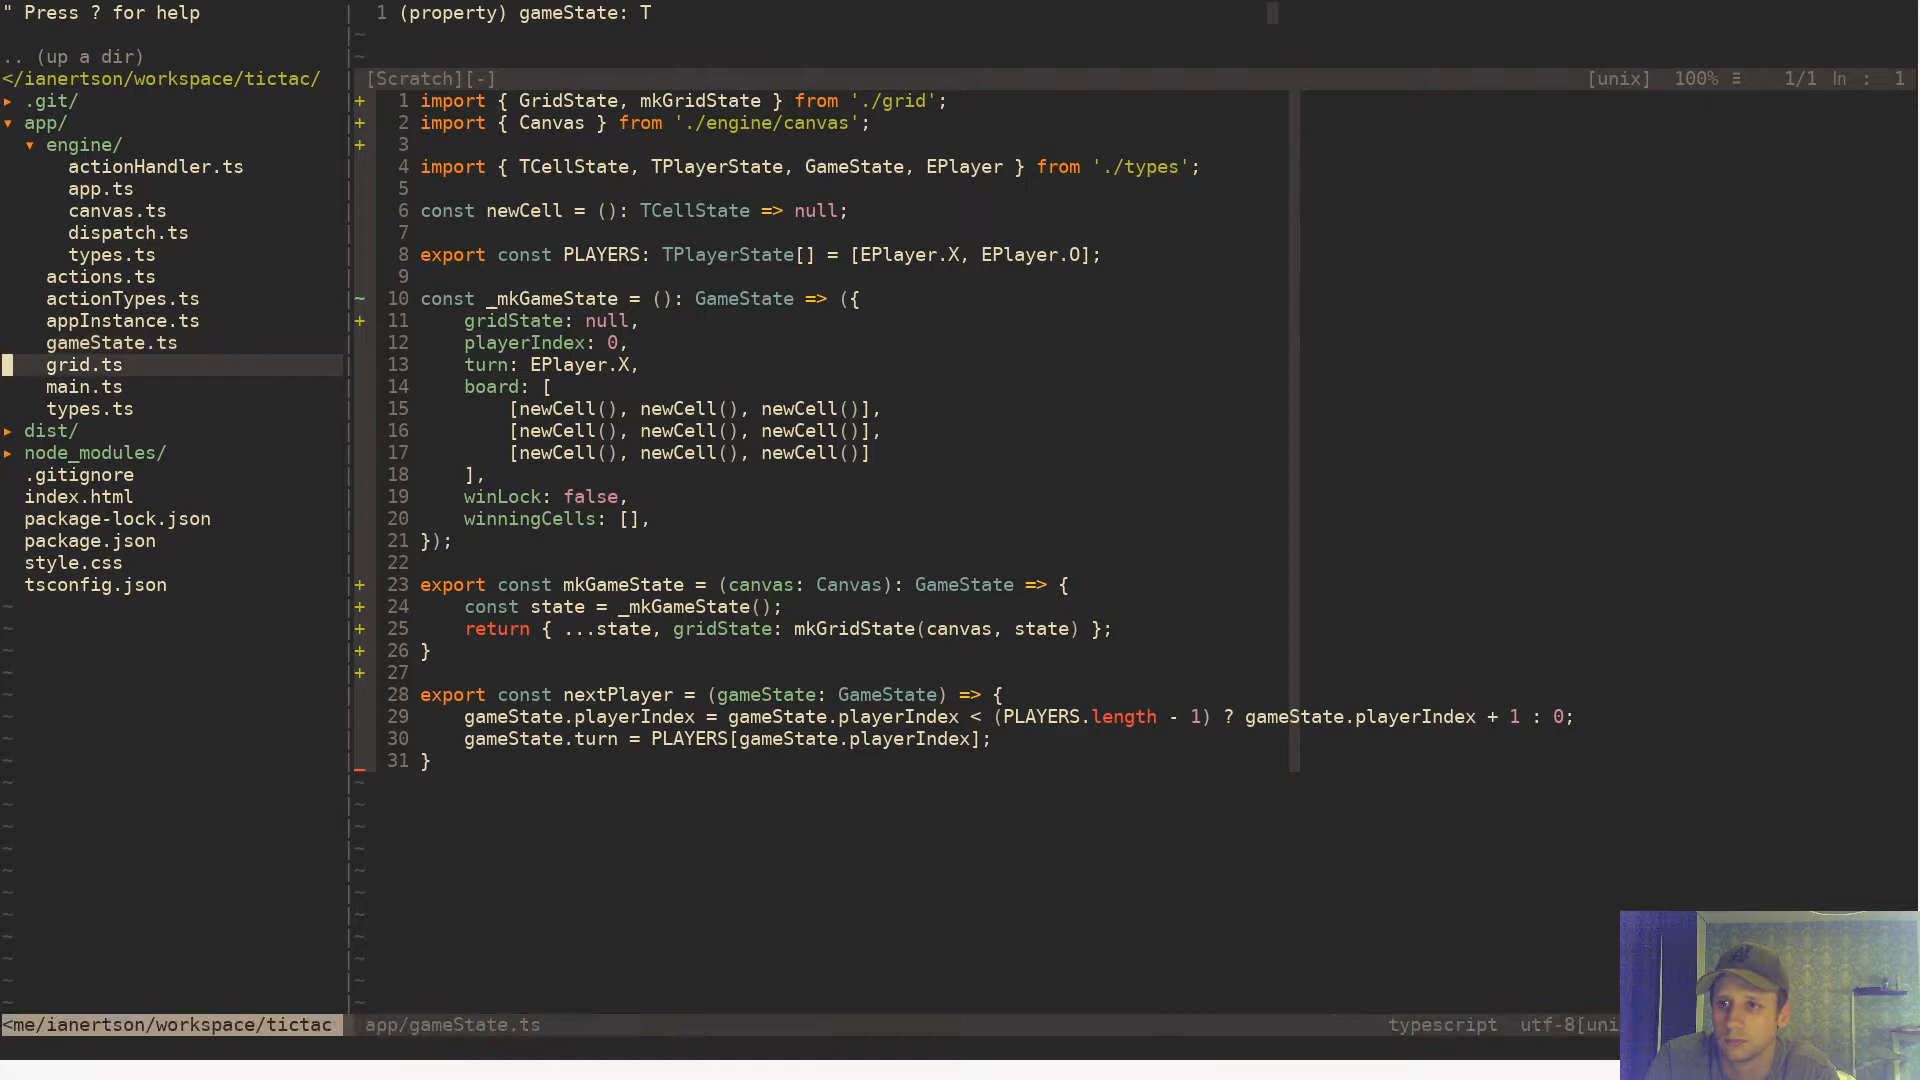 " Press ? for help
.. (up a dir)
</ianertson/workspace/tictac/
▸ .git/
▾ app/
▾ engine/
actionHandler.ts
app.ts
canvas.ts
dispatch.ts
types.ts
actions.ts
actionTypes.ts
appInstance.ts
gameState.ts
grid.ts
main.ts
types.ts
▸ dist/
▸ node_modules/
.gitignore
index.html
package-lock.json
package.json
style.css
tsconfig.json
<me/ianertson/workspace/tictac
1 (property) gameState: T
[Scratch][-] [unix] 100% ≡ 1/1 ln : 1
+ 1 import { GridState, mkGridState } from './grid';
+ 2 import { Canvas } from './engine/canvas';
+ 3
4 import { TCellState, TPlayerState, GameState, EPlayer } from './types';
5
6 const newCell = (): TCellState => null;
7
8 export const PLAYERS: TPlayerState[] = [EPlayer.X, EPlayer.O];
9
~ 10 const _mkGameState = (): GameState => ({
+ 11 gridState: null,
12 playerIndex: 0,
13 turn: EPlayer.X,
14 board: [
15 [newCell(), newCell(), newCell()],
16 [newCell(), newCell(), newCell()],
17 [newCell(), newCell(), newCell()]
18 ],
19 winLock: false,
20 winningCells: [],
21 });
22
+ 23 export const mkGameState = (canvas: Canvas): GameState => {
+ 24 const state = _mkGameState();
+ 25 return { ...state, gridState: mkGridState(canvas, state) };
+ 26 }
+ 27
28 export const nextPlayer = (gameState: GameState) => {
29 gameState.playerIndex = gameState.playerIndex < (PLAYERS.length - 1) ? gameState.playerIndex + 1 : 0;
30 gameState.turn = PLAYERS[gameState.playerIndex];
_ 31 }
app/gameState.ts typescript utf-8[uni